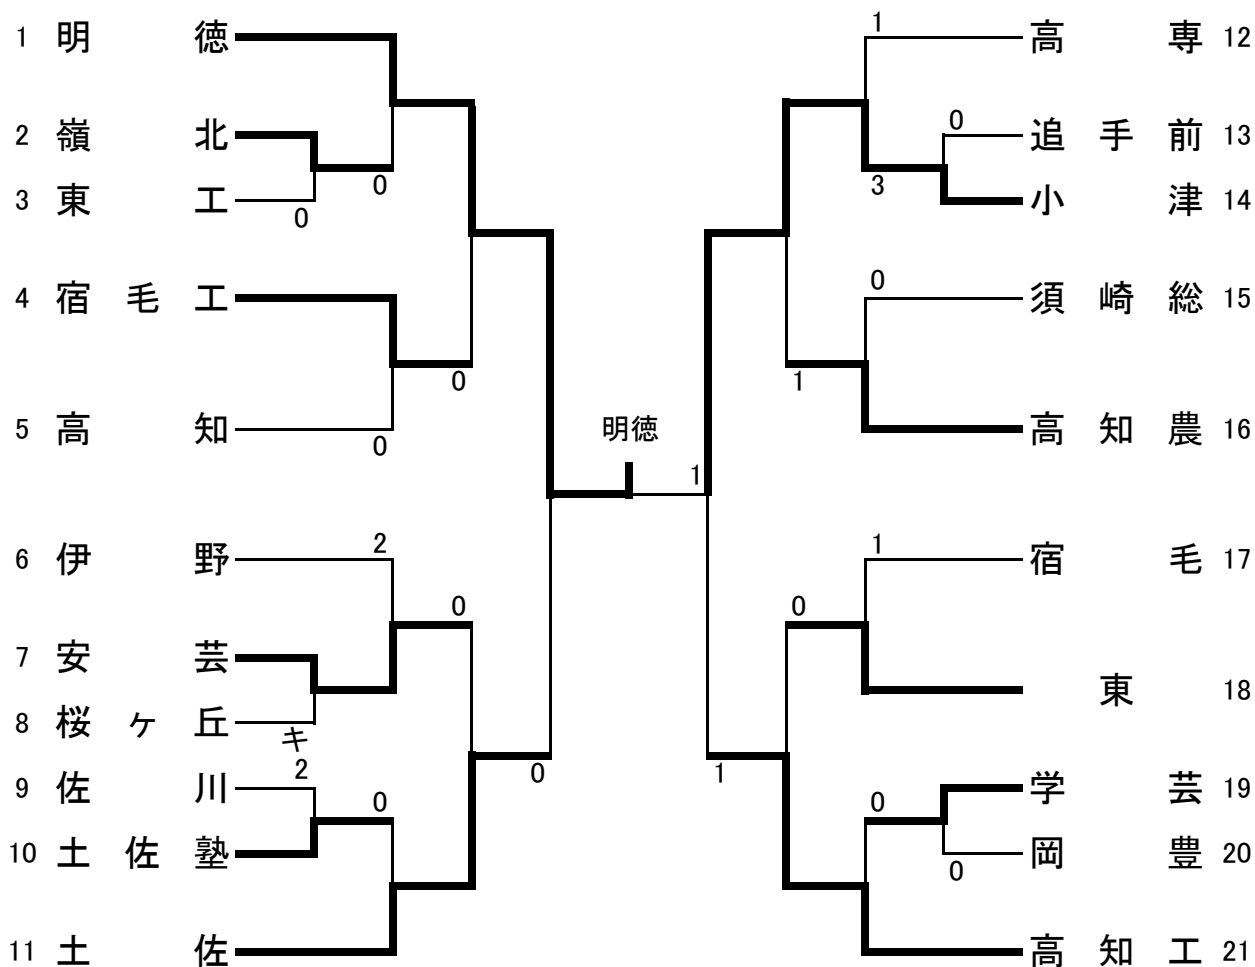 1 明徳
2 嶺北
0
3 東工
0
4 宿毛工
0
5 高知
0
6 伊野 2
0
7 安芸
8 桜ヶ丘
キ
2
9 佐川
0
10 土佐塾
0
11 土佐
明徳
1
1
高専 12
0
追手前 13
3
小津 14
0
須崎総 15
1
高知農 16
1
宿毛 17
0
東 18
1
学芸 19
0
岡豊 20
0
高知工 21